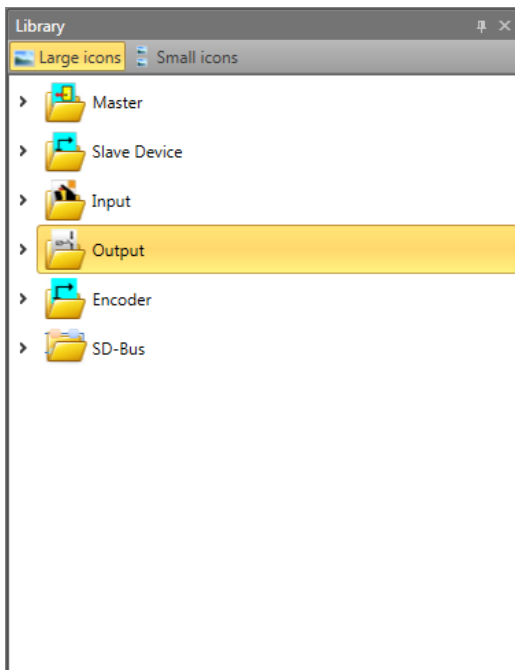 Library
Large icons Small icons
Master
Slave Device
Input
Output
Encoder
SD-Bus